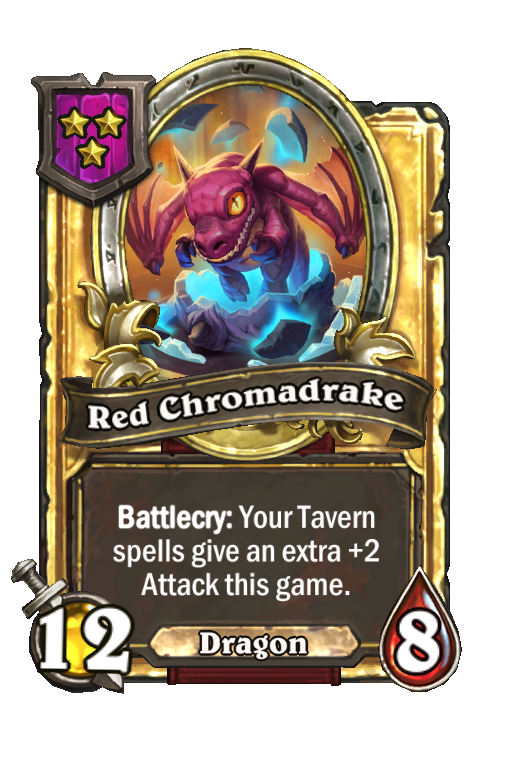 Red Chromadrake
Battlecry: Your Tavern
spells give an extra +2
Attack this game.
12
Dragon
8